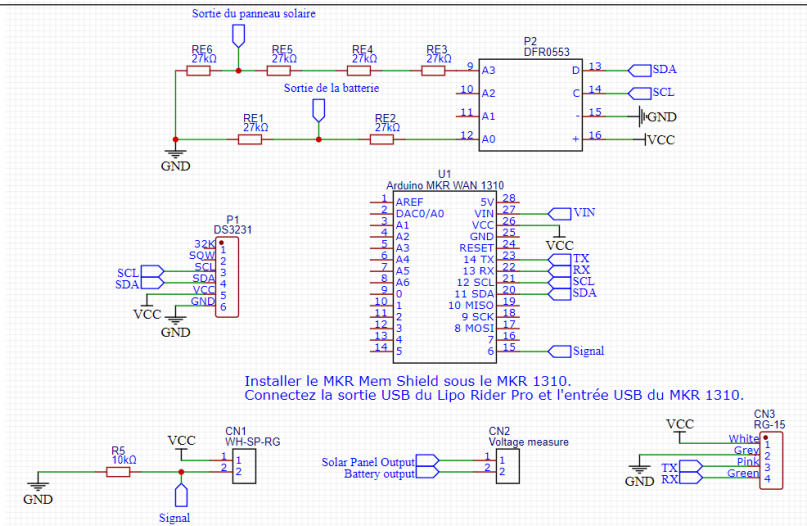 Sortie du panneau solaire
RE6 RE5 RE4 RE3
27kΩ 27kΩ 27kΩ 27kΩ
P2
DFR0553
9 A3 D 13 SDA
10 A2 C 14 SCL
11 A1 - 15 GND
12 A0 + 16 VCC
Sortie de la batterie
RE1 RE2
27kΩ 27kΩ
GND
U1
Arduino MKR WAN 1310
1 AREF 5V 28
2 DAC0/A0 VIN 27 VIN
3 A1 VCC 26
4 A2 GND 25
5 A3 RESET 24
VCC
6 A4 14 TX 23 TX
7 A5 13 RX 22 RX
8 A6 12 SCL 21 SCL
9 0 11 SDA 20 SDA
10 1 10 MISO 19
11 2 9 SCK 18
12 3 8 MOSI 17
13 4 7 16
14 5 6 15 Signal
P1
DS3231
32K 1
SQW 2
SCL SCL 3
SDA SDA 4
VCC 5
GND 6
VCC
GND
Installer le MKR Mem Shield sous le MKR 1310.
Connectez la sortie USB du Lipo Rider Pro et l'entrée USB du MKR 1310.
R5
10kΩ
GND
VCC
CN1
WH-SP-RG
1 1
2 2
Signal
CN2
Voltage measure
Solar Panel Output 1 1
Battery output 2 2
CN3
RG-15
VCC
White 1
Grey 2
Pink 3
Green 4
GND
TX
RX